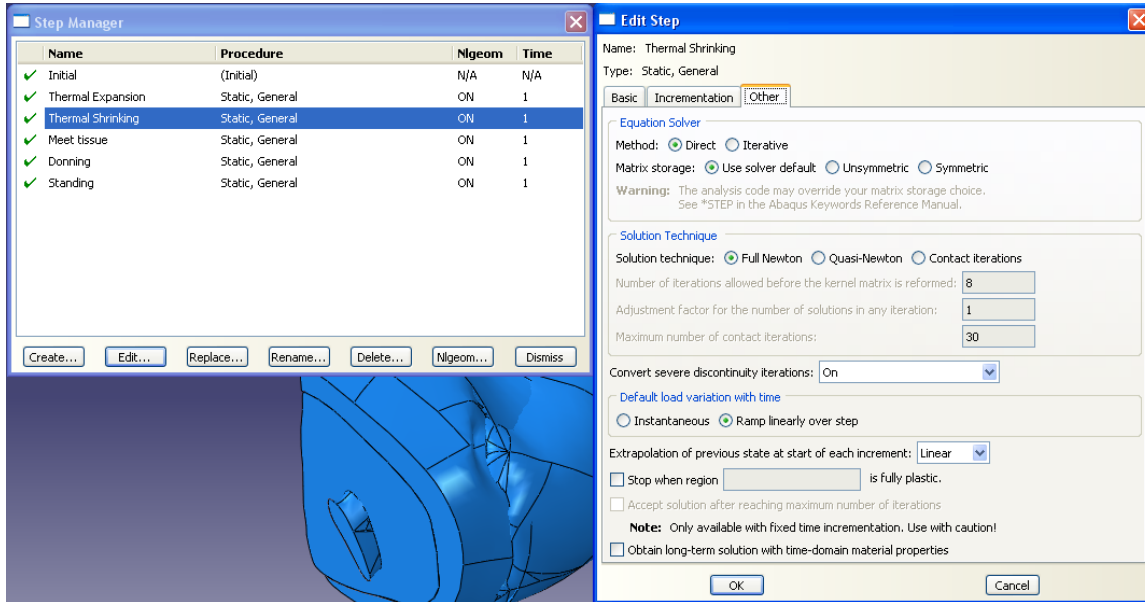 Step Manager
Name Procedure Nlgeom Time
Initial (Initial) N/A N/A
Thermal Expansion Static, General ON 1
Thermal Shrinking Static, General ON 1
Meet tissue Static, General ON 1
Donning Static, General ON 1
Standing Static, General ON 1
Create... Edit... Replace... Rename... Delete... Nlgeom... Dismiss
Edit Step
Name: Thermal Shrinking
Type: Static, General
Basic Incrementation Other
Equation Solver
Method: Direct Iterative
Matrix storage: Use solver default Unsymmetric Symmetric
Warning: The analysis code may override your matrix storage choice.
See *STEP in the Abaqus Keywords Reference Manual.
Solution Technique
Solution technique: Full Newton Quasi-Newton Contact iterations
Number of iterations allowed before the kernel matrix is reformed: 8
Adjustment factor for the number of solutions in any iteration: 1
Maximum number of contact iterations: 30
Convert severe discontinuity iterations: On
Default load variation with time
Instantaneous Ramp linearly over step
Extrapolation of previous state at start of each increment: Linear
Stop when region is fully plastic.
Accept solution after reaching maximum number of iterations
Note: Only available with fixed time incrementation. Use with caution!
Obtain long-term solution with time-domain material properties
OK Cancel